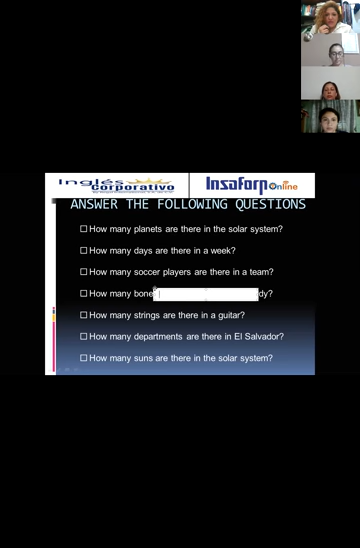 Inglés
corporativo
Insaforp Online
ANSWER THE FOLLOWING QUESTIONS
How many planets are there in the solar system?
How many days are there in a week?
How many soccer players are there in a team?
How many bone dy?
How many strings are there in a guitar?
How many departments are there in El Salvador?
How many suns are there in the solar system?